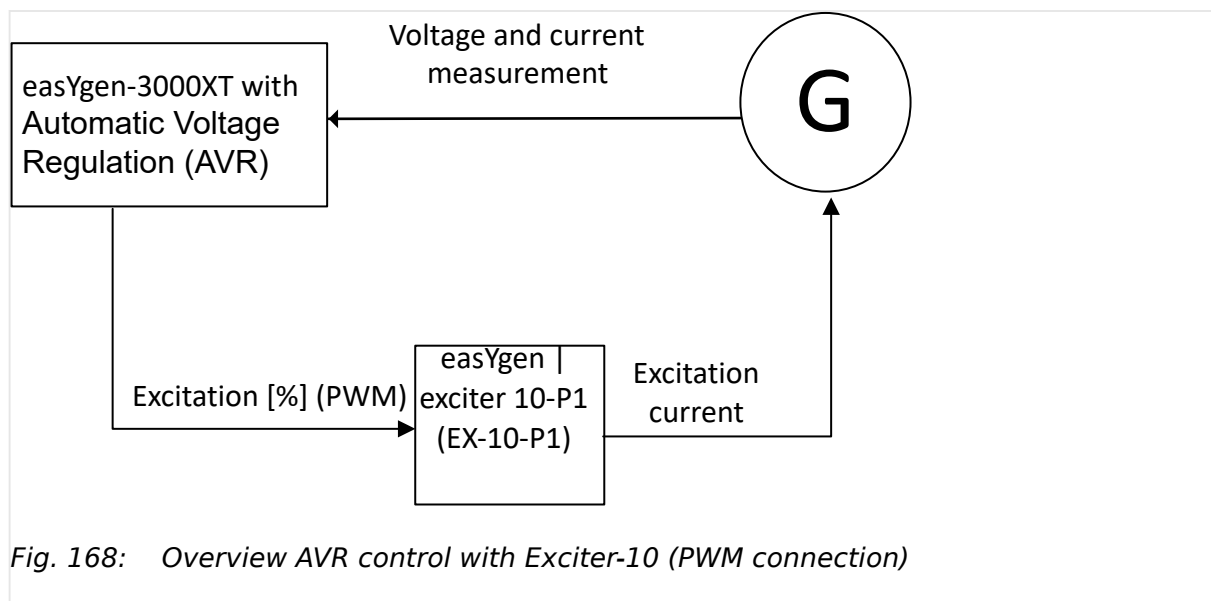 Voltage and current
measurement
G
easYgen-3000XT with
Automatic Voltage
Regulation (AVR)
Excitation [%] (PWM)
easYgen |
exciter 10-P1
(EX-10-P1)
Excitation
current
Fig. 168: Overview AVR control with Exciter-10 (PWM connection)